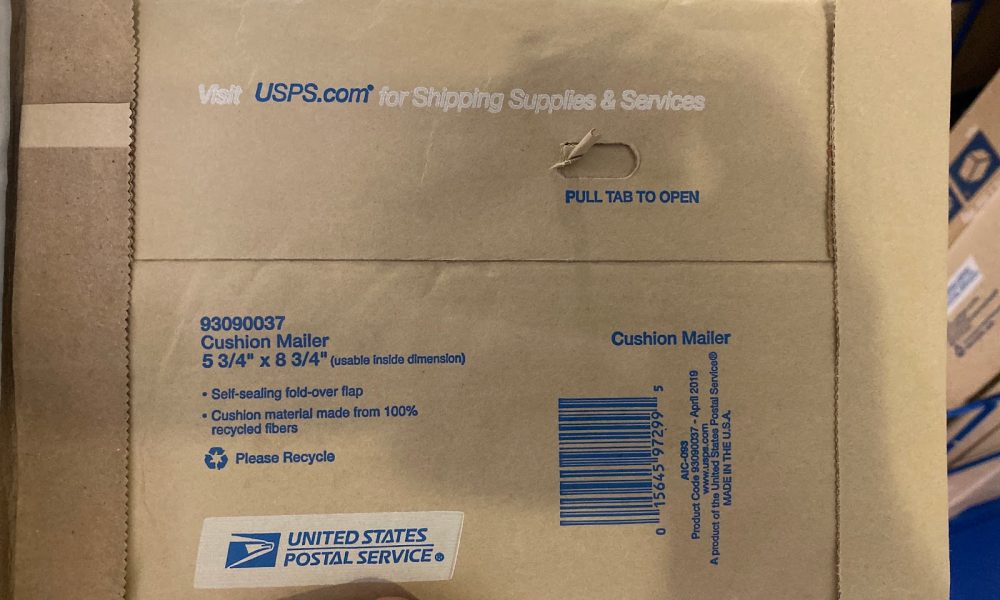 Visit USPS.com® for Shipping Supplies & Services
PULL TAB TO OPEN
93090037
Cushion Mailer
5 3/4" x 8 3/4" (usable inside dimension)
• Self-sealing fold-over flap
• Cushion material made from 100%
recycled fibers
Please Recycle
UNITED STATES
POSTAL SERVICE®
Cushion Mailer
0 15645 97299 5
AIC-093
Product Code 93090037 - April 2019
www.usps.com
A product of the United States Postal Service®
MADE IN THE U.S.A.